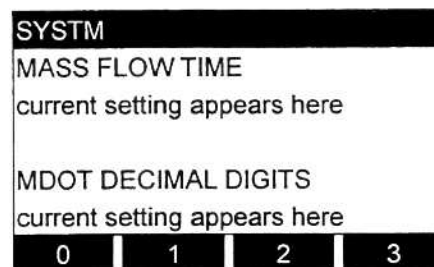 SYSTM
MASS FLOW TIME
current setting appears here
MDOT DECIMAL DIGITS
current setting appears here
0 1 2 3